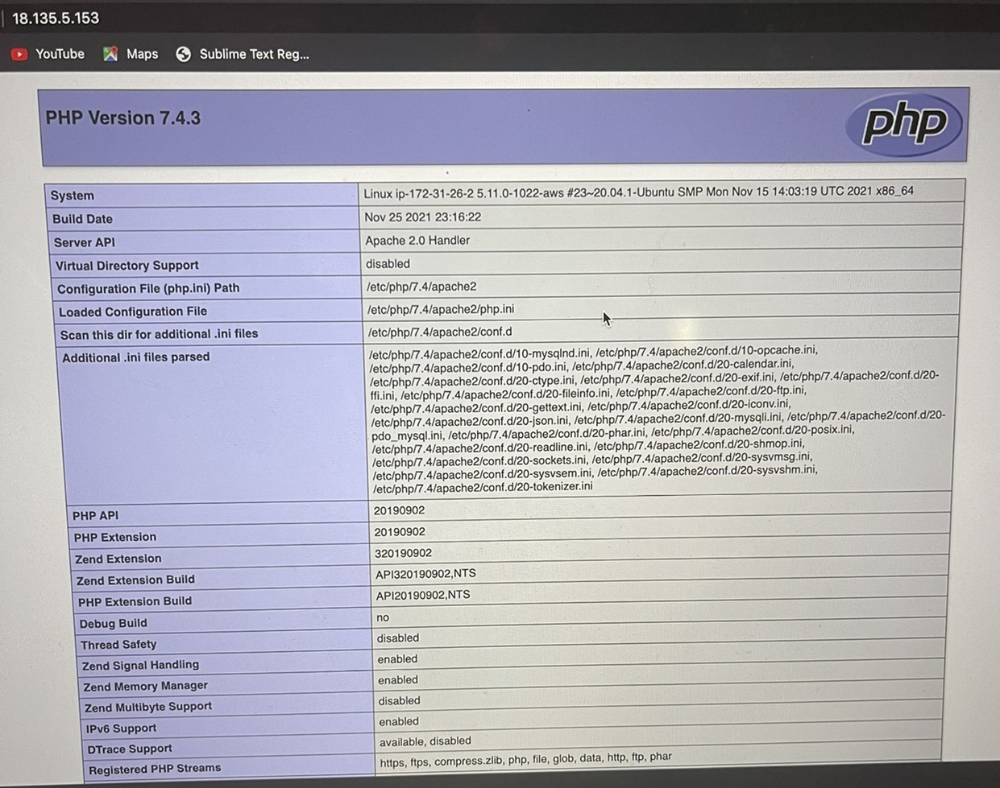 18.135.5.153
YouTube Maps Sublime Text Reg...
PHP Version 7.4.3
php
System Linux ip-172-31-26-2 5.11.0-1022-aws #23~20.04.1-Ubuntu SMP Mon Nov 15 14:03:19 UTC 2021 x86_64
Build Date Nov 25 2021 23:16:22
Server API Apache 2.0 Handler
Virtual Directory Support disabled
Configuration File (php.ini) Path /etc/php/7.4/apache2
Loaded Configuration File /etc/php/7.4/apache2/php.ini
Scan this dir for additional .ini files /etc/php/7.4/apache2/conf.d
Additional .ini files parsed /etc/php/7.4/apache2/conf.d/10-mysqlnd.ini, /etc/php/7.4/apache2/conf.d/10-opcache.ini,
/etc/php/7.4/apache2/conf.d/10-pdo.ini, /etc/php/7.4/apache2/conf.d/20-calendar.ini,
/etc/php/7.4/apache2/conf.d/20-ctype.ini, /etc/php/7.4/apache2/conf.d/20-exif.ini, /etc/php/7.4/apache2/conf.d/20-
ffi.ini, /etc/php/7.4/apache2/conf.d/20-fileinfo.ini, /etc/php/7.4/apache2/conf.d/20-ftp.ini,
/etc/php/7.4/apache2/conf.d/20-gettext.ini, /etc/php/7.4/apache2/conf.d/20-iconv.ini,
/etc/php/7.4/apache2/conf.d/20-json.ini, /etc/php/7.4/apache2/conf.d/20-mysqli.ini, /etc/php/7.4/apache2/conf.d/20-
pdo_mysql.ini, /etc/php/7.4/apache2/conf.d/20-phar.ini, /etc/php/7.4/apache2/conf.d/20-posix.ini,
/etc/php/7.4/apache2/conf.d/20-readline.ini, /etc/php/7.4/apache2/conf.d/20-shmop.ini,
/etc/php/7.4/apache2/conf.d/20-sockets.ini, /etc/php/7.4/apache2/conf.d/20-sysvmsg.ini,
/etc/php/7.4/apache2/conf.d/20-sysvsem.ini, /etc/php/7.4/apache2/conf.d/20-sysvshm.ini,
/etc/php/7.4/apache2/conf.d/20-tokenizer.ini
PHP API 20190902
PHP Extension 20190902
Zend Extension 320190902
Zend Extension Build API320190902,NTS
PHP Extension Build API20190902,NTS
Debug Build no
Thread Safety disabled
Zend Signal Handling enabled
Zend Memory Manager enabled
Zend Multibyte Support disabled
IPv6 Support enabled
DTrace Support available, disabled
Registered PHP Streams https, ftps, compress.zlib, php, file, glob, data, http, ftp, phar